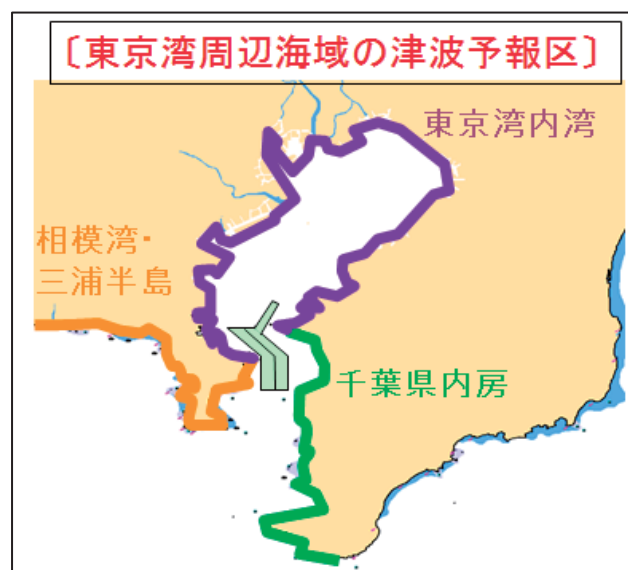 〔東京湾周辺海域の津波予報区〕
東京湾内湾
相模湾・
三浦半島
千葉県内房